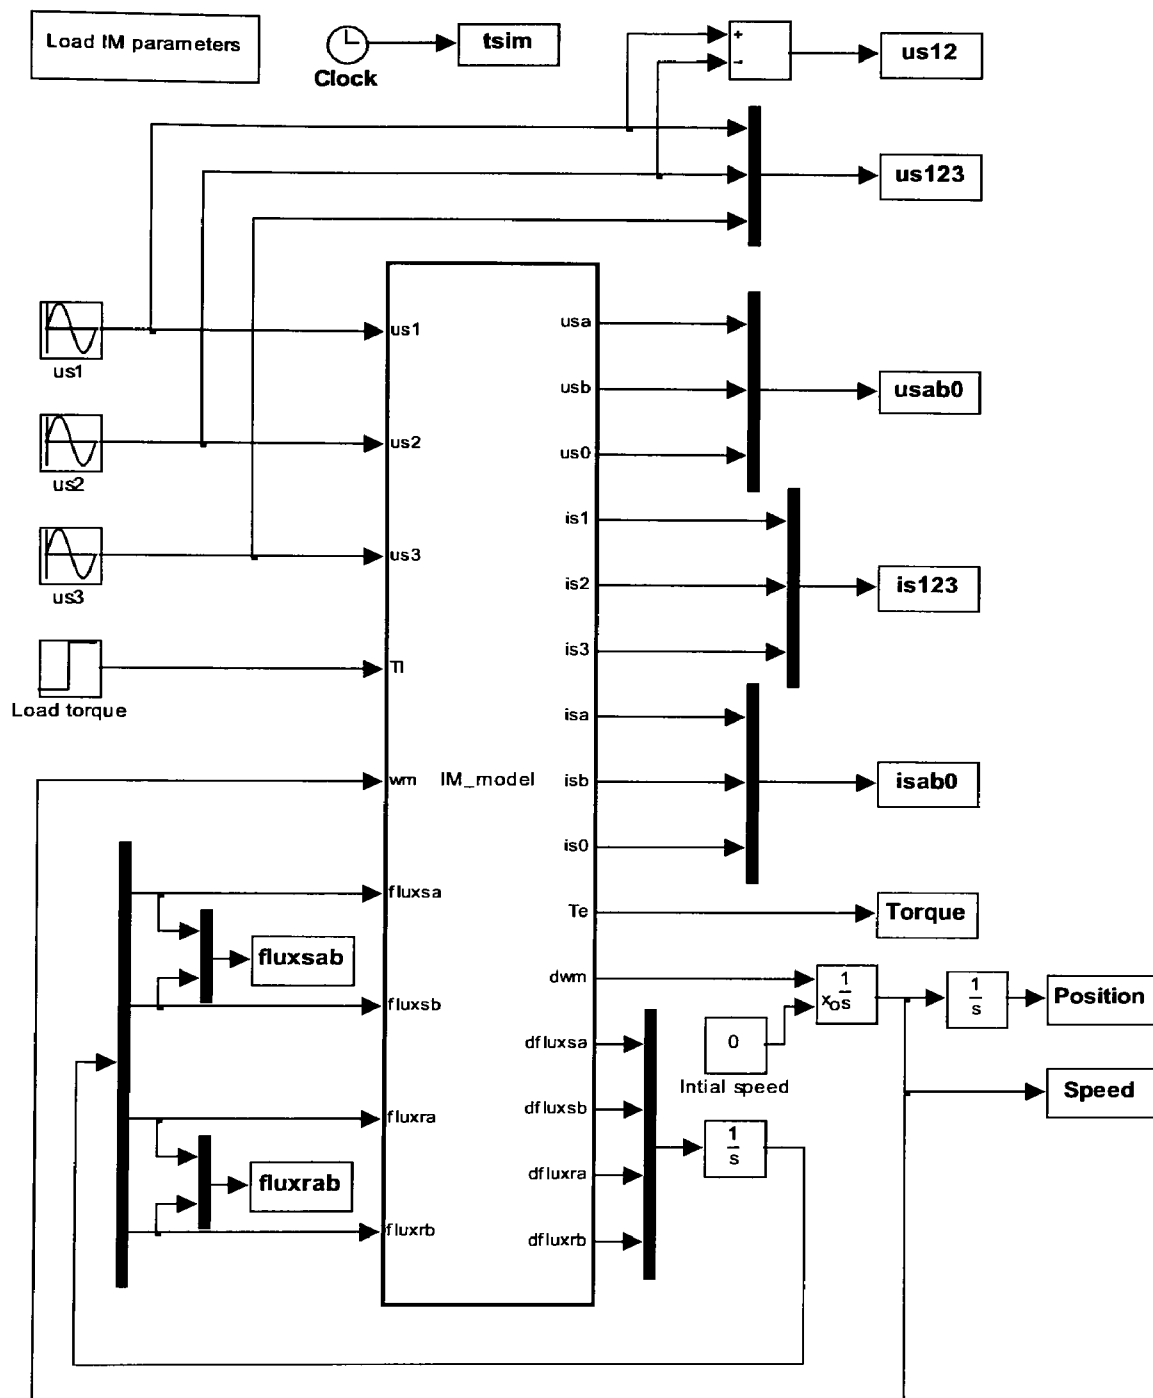 Load IM parameters
Clock
tsim
+
-
us12
us123
us1
us2
us3
Load torque
us1
us2
us3
Tl
wm
fluxsa
fluxsb
fluxra
fluxrb
IM_model
usa
usb
us0
is1
is2
is3
isa
isb
is0
Te
dwm
dfluxsa
dfluxsb
dfluxra
dfluxrb
usab0
is123
isab0
Torque
fluxsab
fluxrab
0
Intial speed
1
xo s
1
s
1
s
Position
Speed